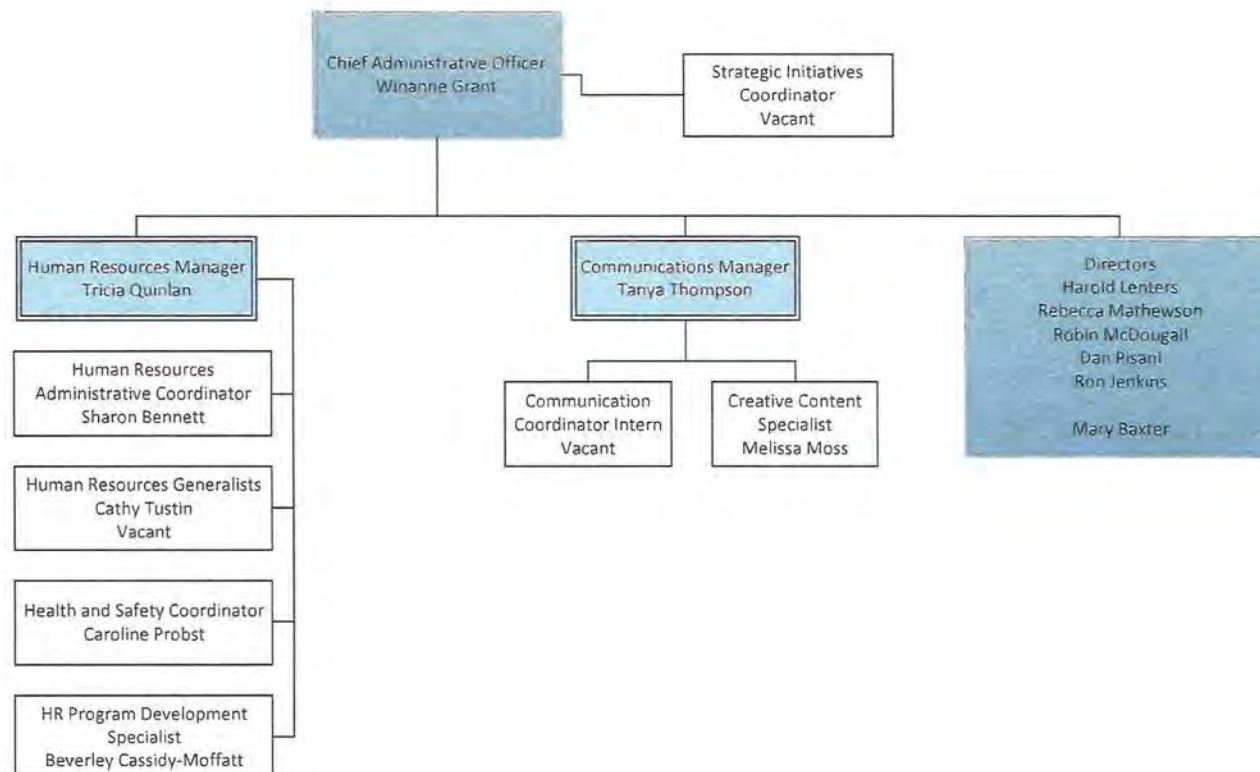 Chief Administrative Officer
Winanne Grant
Strategic Initiatives
Coordinator
Vacant
Human Resources Manager
Tricia Quinlan
Communications Manager
Tanya Thompson
Directors
Harold Lenters
Rebecca Mathewson
Robin McDougall
Dan Pisani
Ron Jenkins
Mary Baxter
Human Resources
Administrative Coordinator
Sharon Bennett
Communication
Coordinator Intern
Vacant
Creative Content
Specialist
Melissa Moss
Human Resources Generalists
Cathy Tustin
Vacant
Health and Safety Coordinator
Caroline Probst
HR Program Development
Specialist
Beverley Cassidy-Moffatt